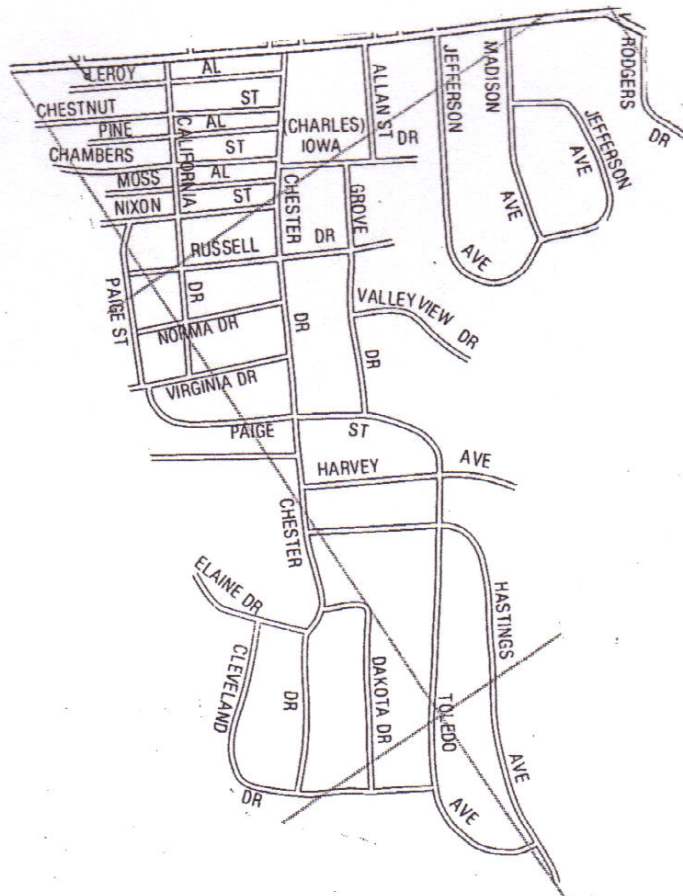 LEROY AL
CHESTNUT ST
PINE AL
CHAMBERS ST
MOSS AL
NIXON ST
CALIFORNIA DR
(CHARLES)
IOWA DR
ALLAN ST
JEFFERSON AVE
MADISON AVE
JEFFERSON AVE
RODGERS DR
CHESTER DR
GROVE DR
RUSSELL DR
PAIGE ST
NORMA DR
VALLEYVIEW DR
VIRGINIA DR
PAIGE ST
HARVEY AVE
CHESTER DR
ELAINE DR
CLEVELAND DR
DAKOTA DR
TOLEDO AVE
HASTINGS AVE